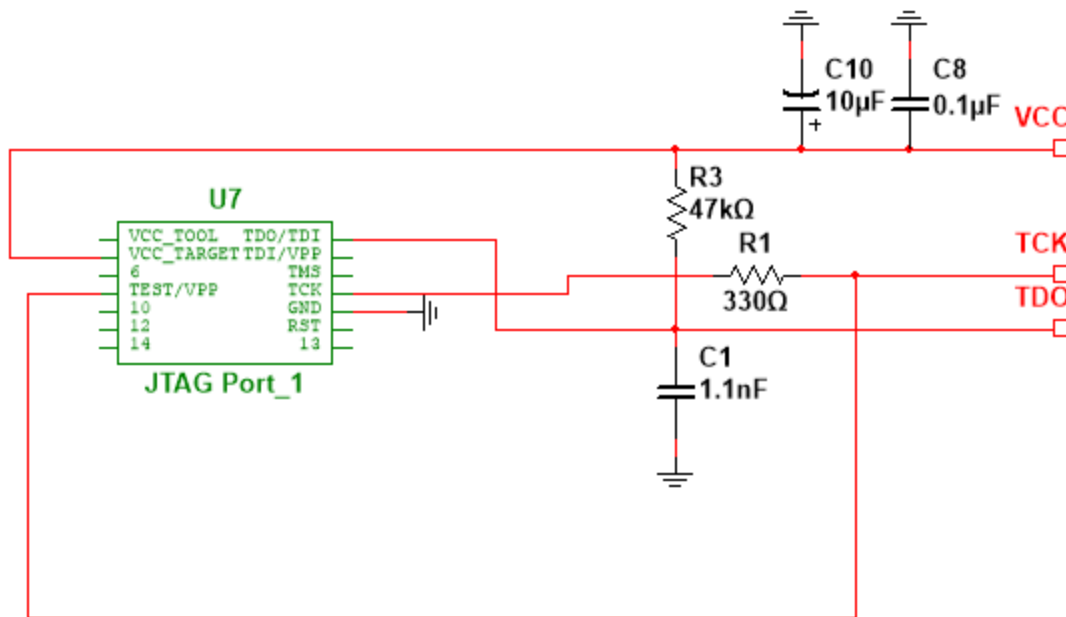 C10
10µF
+
C8
0.1µF
VCC
R3
47kΩ
U7
VCC_TOOL TDO/TDI
VCC_TARGET TDI/VPP
6 TMS
TEST/VPP TCK
10 GND
12 RST
14 13
JTAG Port_1
R1
330Ω
TCK
TDO
C1
1.1nF